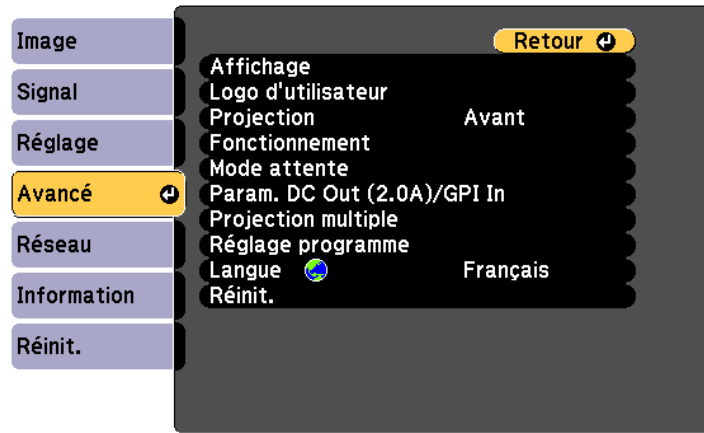 Image
Signal
Réglage
Avancé
Réseau
Information
Réinit.
Retour
Affichage
Logo d'utilisateur
Projection Avant
Fonctionnement
Mode attente
Param. DC Out (2.0A)/GPI In
Projection multiple
Réglage programme
Langue Français
Réinit.